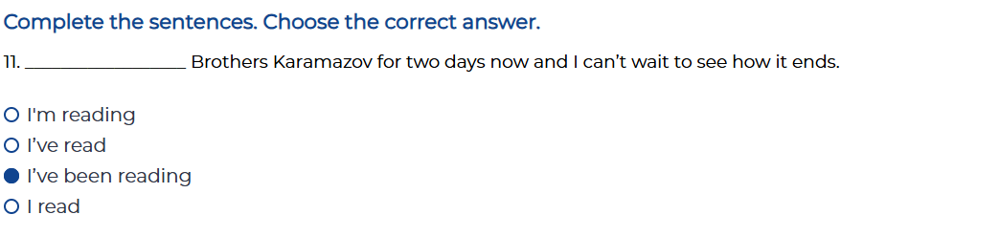 Complete the sentences. Choose the correct answer.
11. _________________ Brothers Karamazov for two days now and I can’t wait to see how it ends.
I'm reading
I’ve read
I’ve been reading
I read